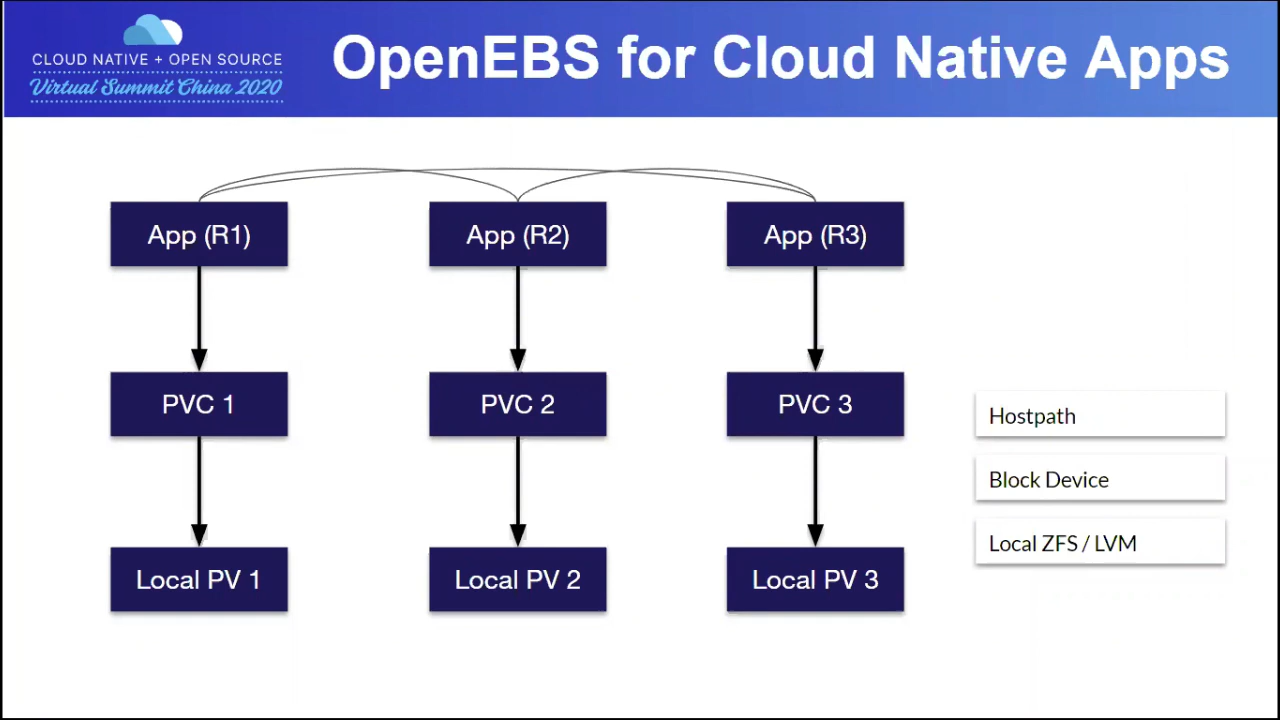 CLOUD NATIVE + OPEN SOURCE
Virtual Summit China 2020
OpenEBS for Cloud Native Apps
App (R1)
App (R2)
App (R3)
PVC 1
PVC 2
PVC 3
Hostpath
Block Device
Local ZFS / LVM
Local PV 1
Local PV 2
Local PV 3